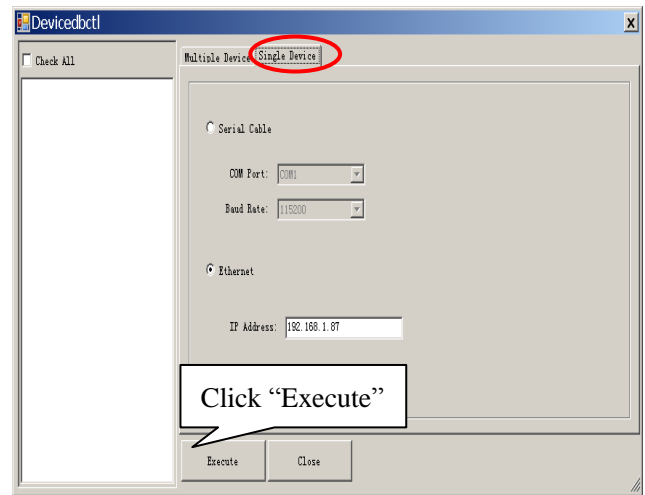 Devicedbctl
Check All
Multiple Device Single Device
Serial Cable
COM Port: COM1
Baud Rate: 115200
Ethernet
IP Address: 192.168.1.87
Click “Execute”
Execute Close